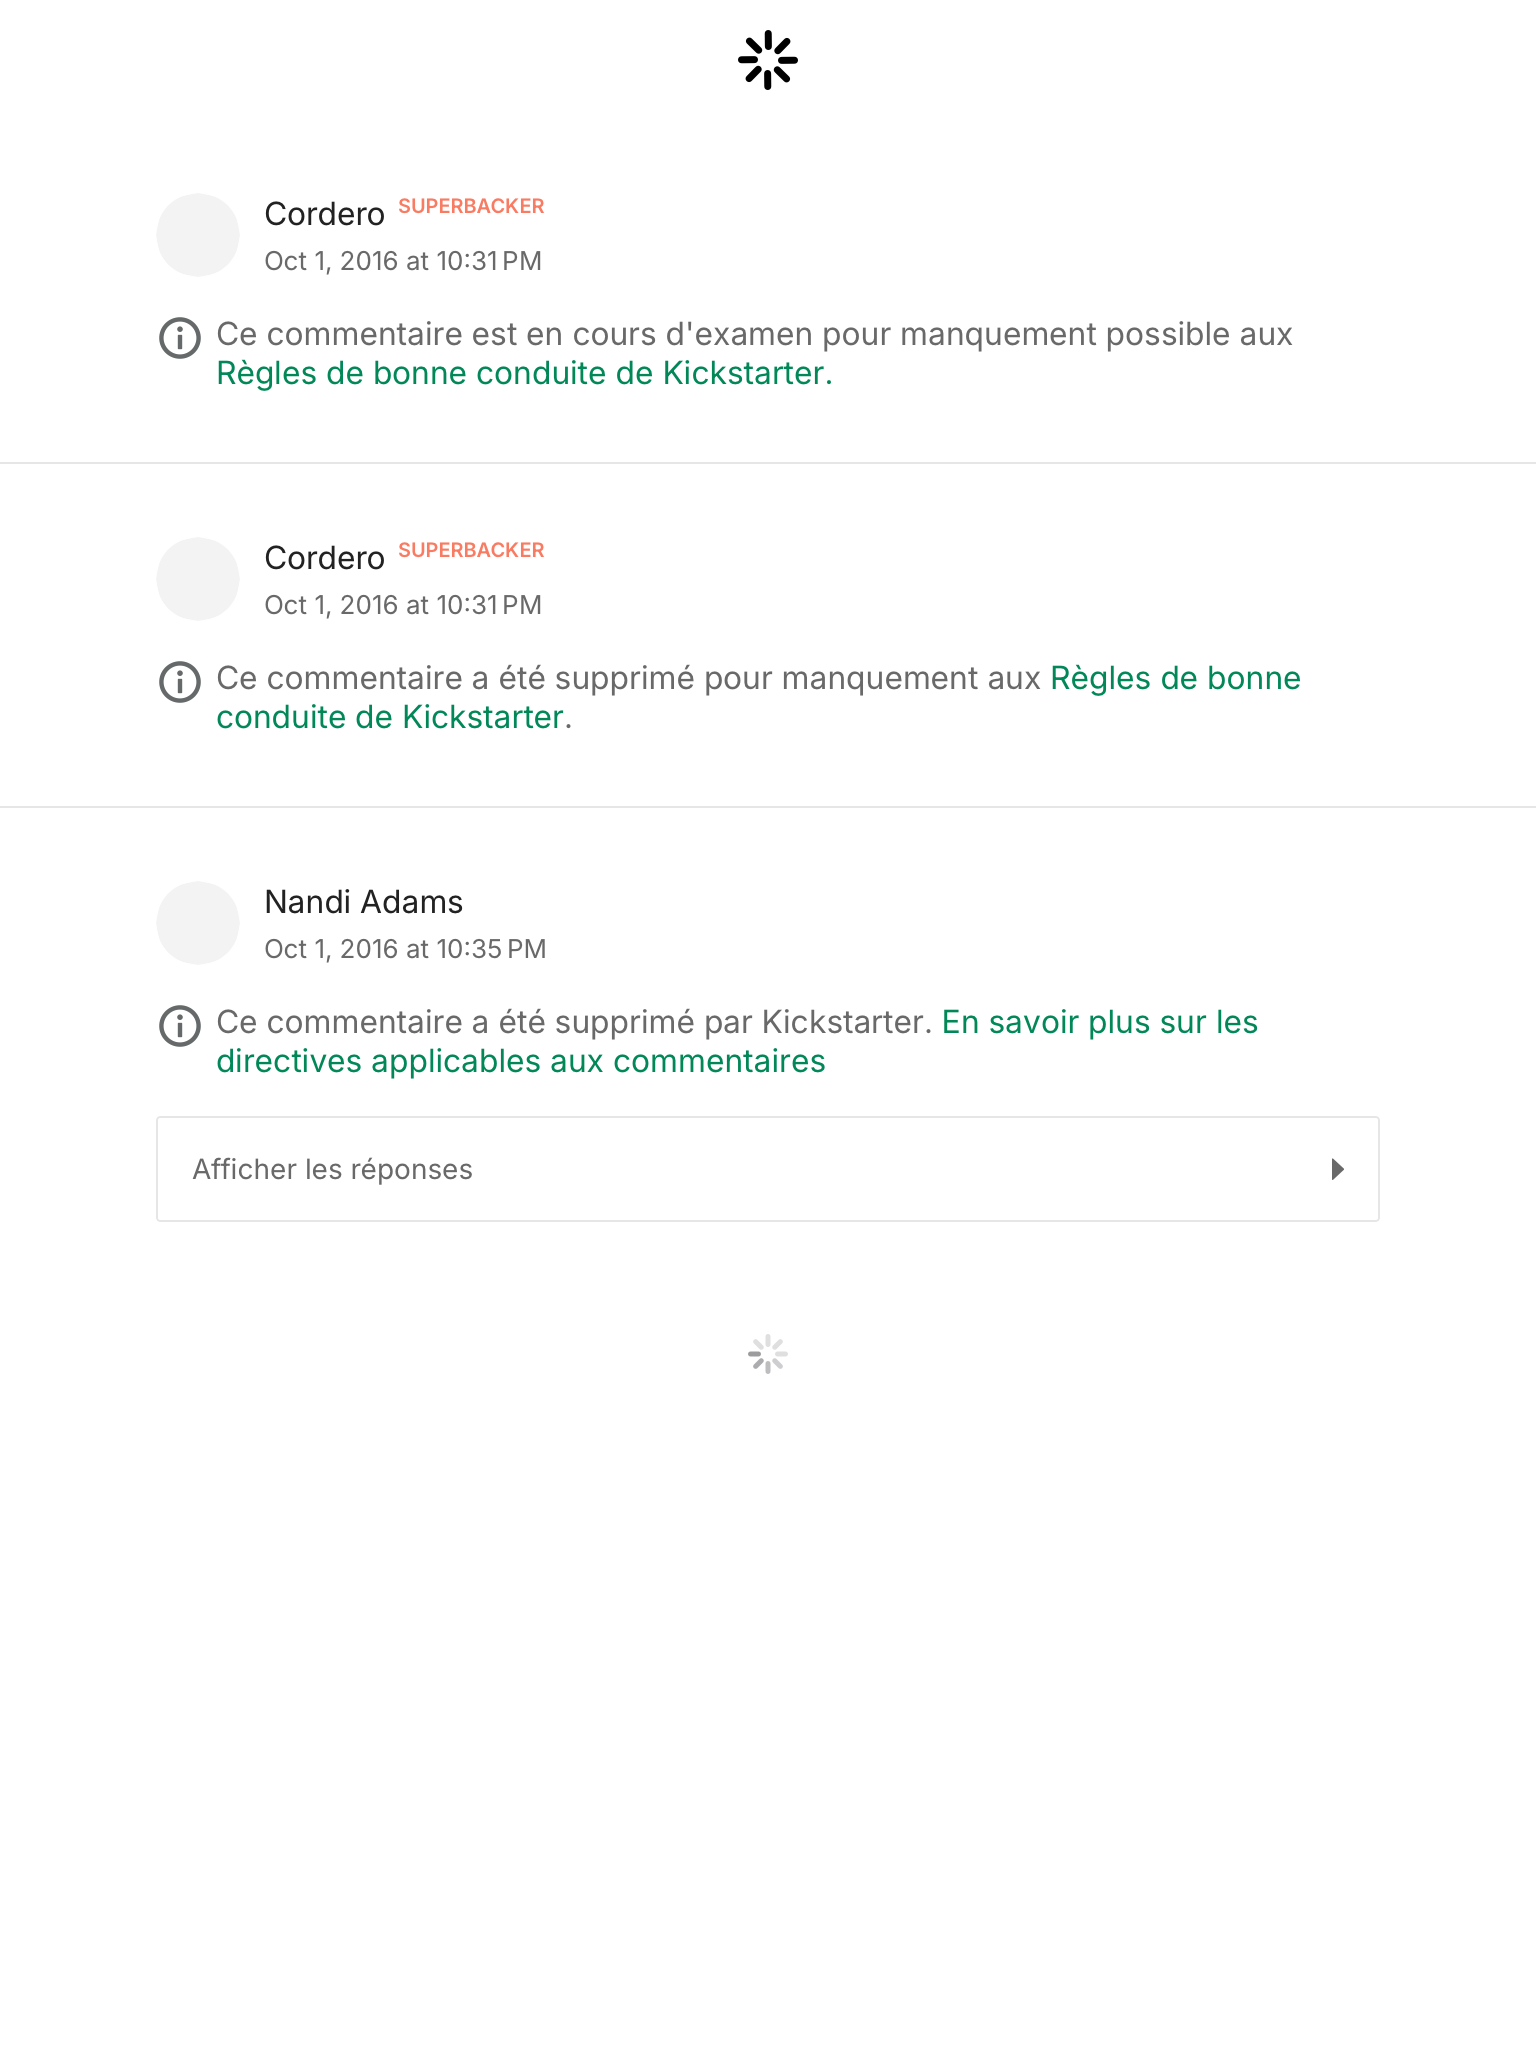 Cordero SUPERBACKER
Oct 1, 2016 at 10:31 PM
Ce commentaire est en cours d'examen pour manquement possible aux
Règles de bonne conduite de Kickstarter.
Cordero SUPERBACKER
Oct 1, 2016 at 10:31 PM
Ce commentaire a été supprimé pour manquement aux Règles de bonne
conduite de Kickstarter.
Nandi Adams
Oct 1, 2016 at 10:35 PM
Ce commentaire a été supprimé par Kickstarter. En savoir plus sur les
directives applicables aux commentaires
Afficher les réponses